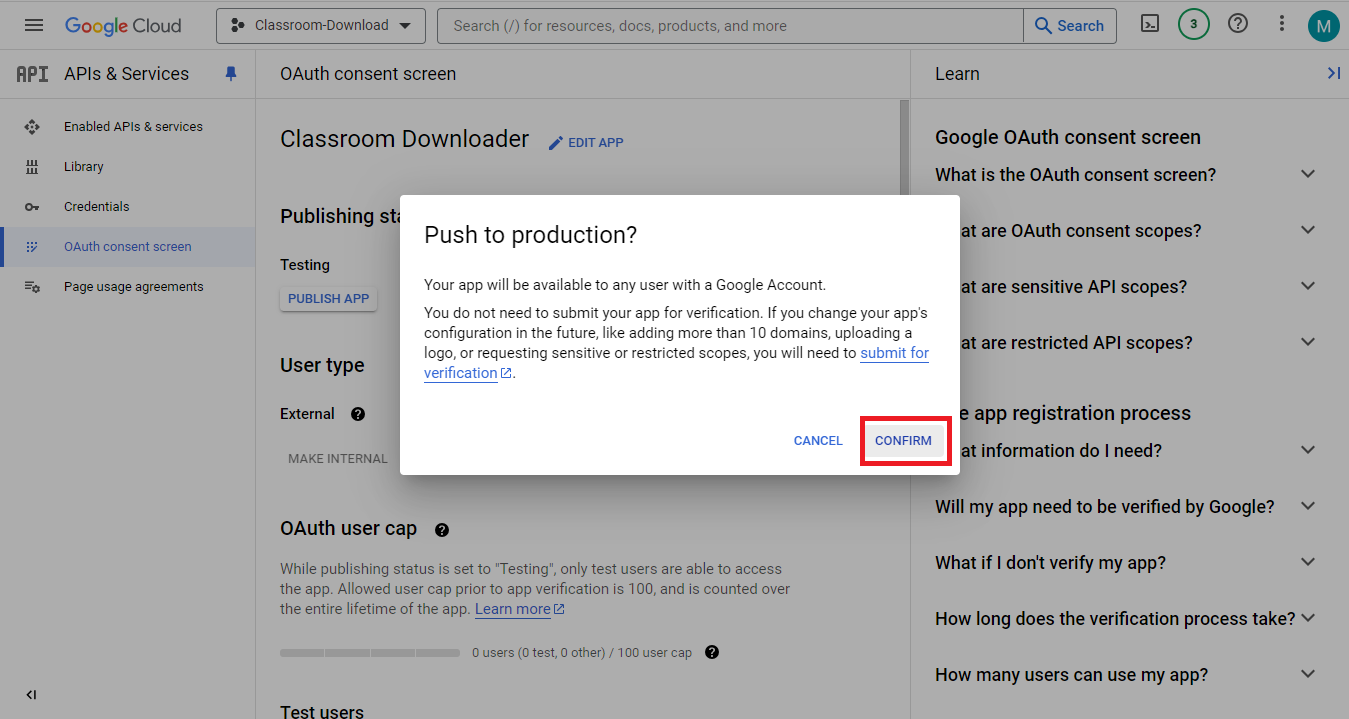 Google Cloud
Classroom-Download
Search (/) for resources, docs, products, and more
Search
3
M
API
APIs & Services
OAuth consent screen
Learn
Enabled APIs & services
Library
Credentials
OAuth consent screen
Page usage agreements
Classroom Downloader
EDIT APP
Publishing sta
Testing
PUBLISH APP
User type
External
MAKE INTERNAL
OAuth user cap
While publishing status is set to "Testing", only test users are able to access
the app. Allowed user cap prior to app verification is 100, and is counted over
the entire lifetime of the app. Learn more
0 users (0 test, 0 other) / 100 user cap
Test users
Push to production?
Your app will be available to any user with a Google Account.
You do not need to submit your app for verification. If you change your app's
configuration in the future, like adding more than 10 domains, uploading a
logo, or requesting sensitive or restricted scopes, you will need to submit for
verification.
CANCEL
CONFIRM
Google OAuth consent screen
What is the OAuth consent screen?
at are OAuth consent scopes?
at are sensitive API scopes?
at are restricted API scopes?
e app registration process
at information do I need?
Will my app need to be verified by Google?
What if I don't verify my app?
How long does the verification process take?
How many users can use my app?